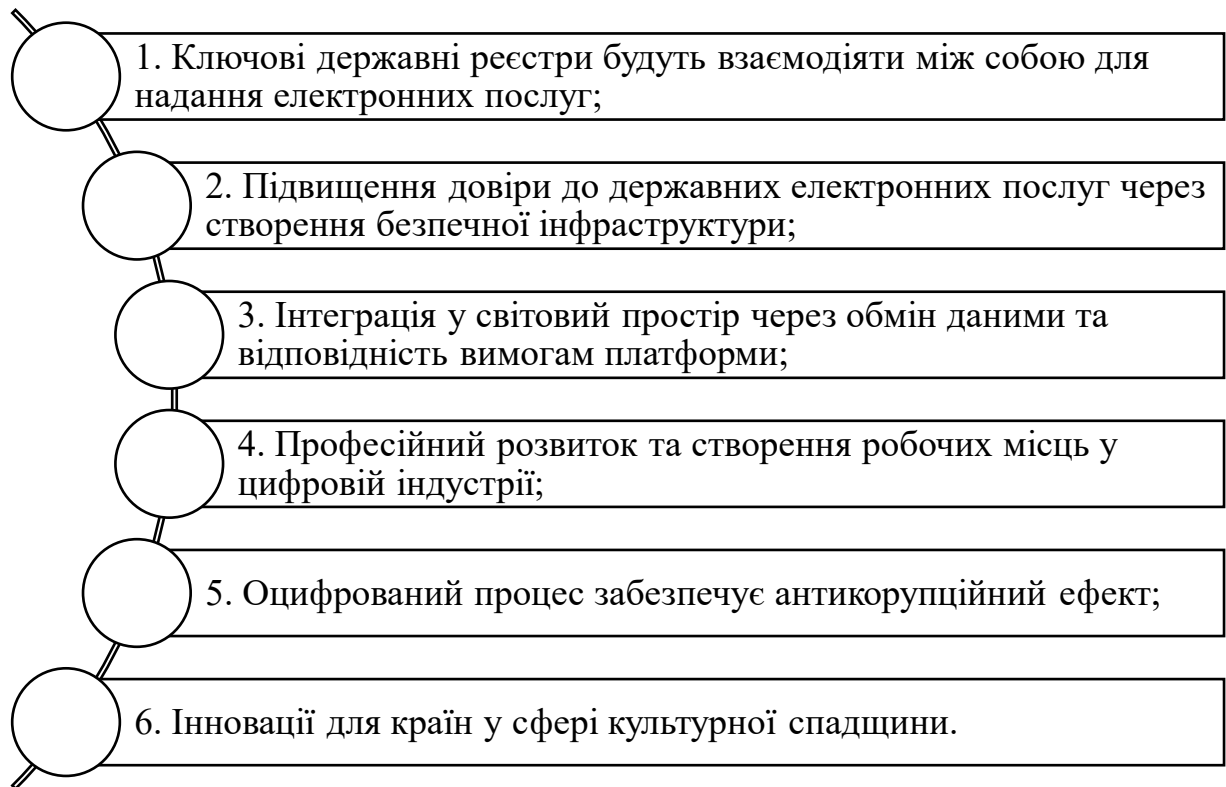 1. Ключові державні реєстри будуть взаємодіяти між собою для
надання електронних послуг;
2. Підвищення довіри до державних електронних послуг через
створення безпечної інфраструктури;
3. Інтеграція у світовий простір через обмін даними та
відповідність вимогам платформи;
4. Професійний розвиток та створення робочих місць у
цифровій індустрії;
5. Оцифрований процес забезпечує антикорупційний ефект;
6. Інновації для країн у сфері культурної спадщини.